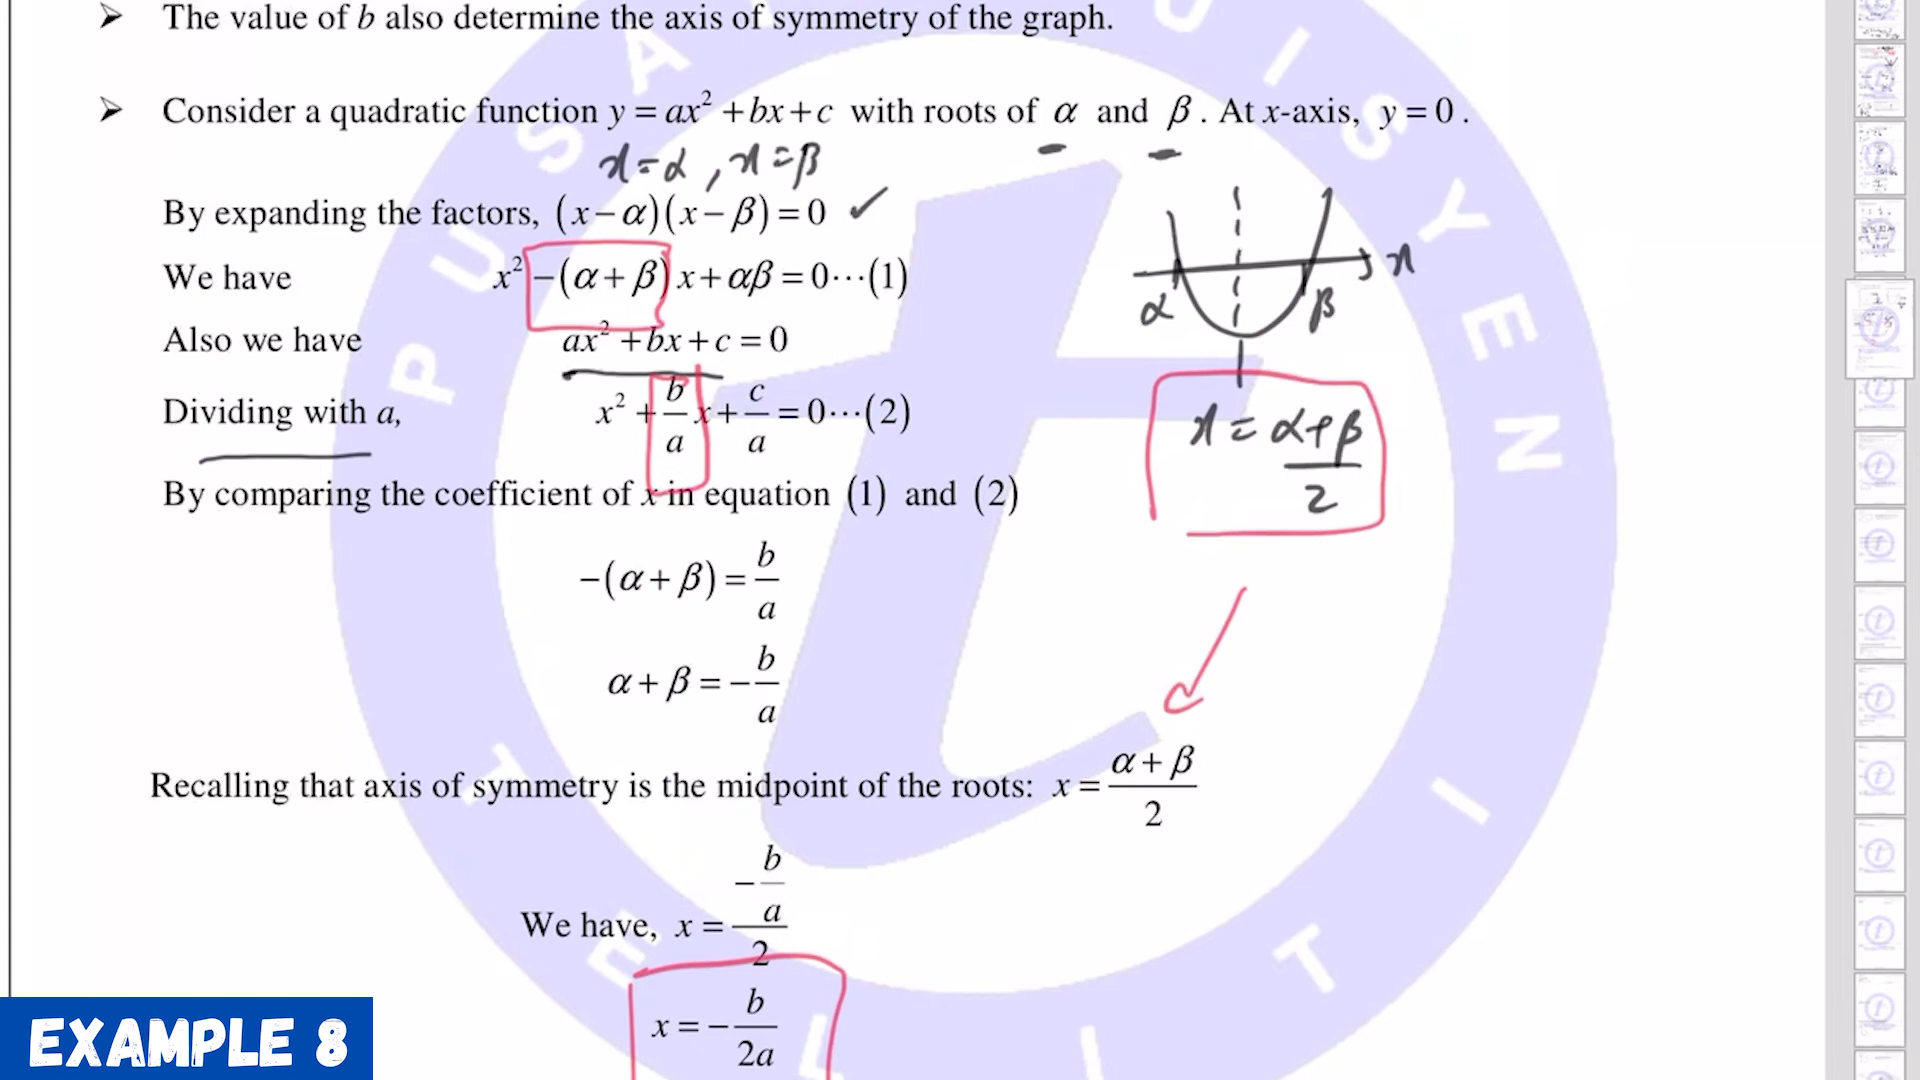 ➢ The value of b also determine the axis of symmetry of the graph.
➢ Consider a quadratic function y = ax² + bx + c with roots of α and β. At x-axis, y = 0.
x = α, x = β
By expanding the factors, (x − α)(x − β) = 0 ✓
We have x² − (α + β)x + αβ = 0⋯(1)
x
α β
Also we have ax² + bx + c = 0
Dividing with a, x² + b/a x + c/a = 0⋯(2)
x = α+β/2
By comparing the coefficient of x in equation (1) and (2)
−(α + β) = b/a
α + β = −b/a
Recalling that axis of symmetry is the midpoint of the roots: x = α + β/2
We have, x = −b/a/2
x = −b/2a
EXAMPLE 8
PUSAT TUISYEN
ELITE
t